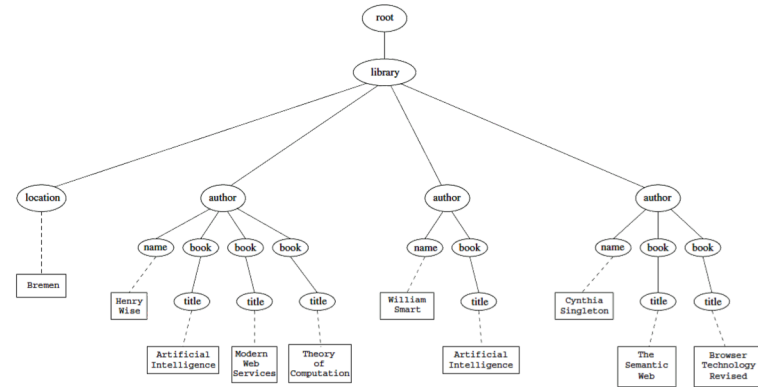 root
library
location
author
author
author
name
book
book
book
name
book
name
book
book
Bremen
Henry
Wise
title
title
title
William
Smart
title
Cynthia
Singleton
title
title
Artificial
Intelligence
Modern
Web
Services
Theory
of
Computation
Artificial
Intelligence
The
Semantic
Web
Browser
Technology
Revised